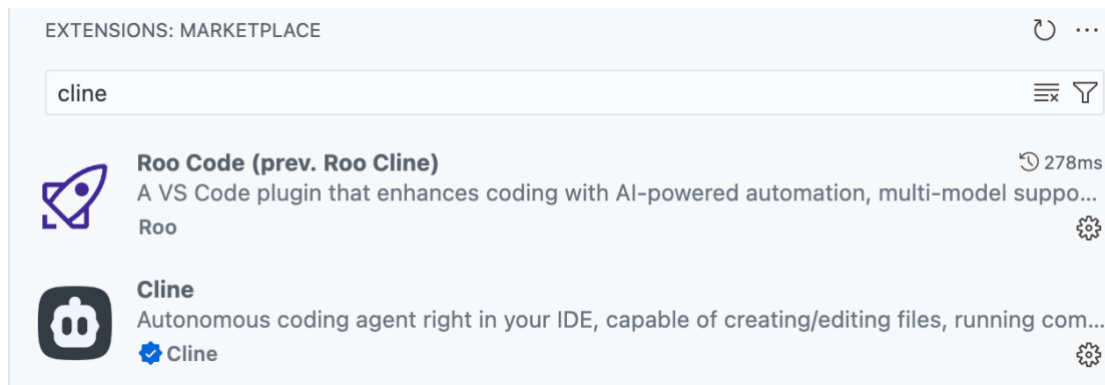 EXTENSIONS: MARKETPLACE
cline
Roo Code (prev. Roo Cline)
278ms
A VS Code plugin that enhances coding with AI-powered automation, multi-model suppo...
Roo
Cline
Autonomous coding agent right in your IDE, capable of creating/editing files, running com...
Cline